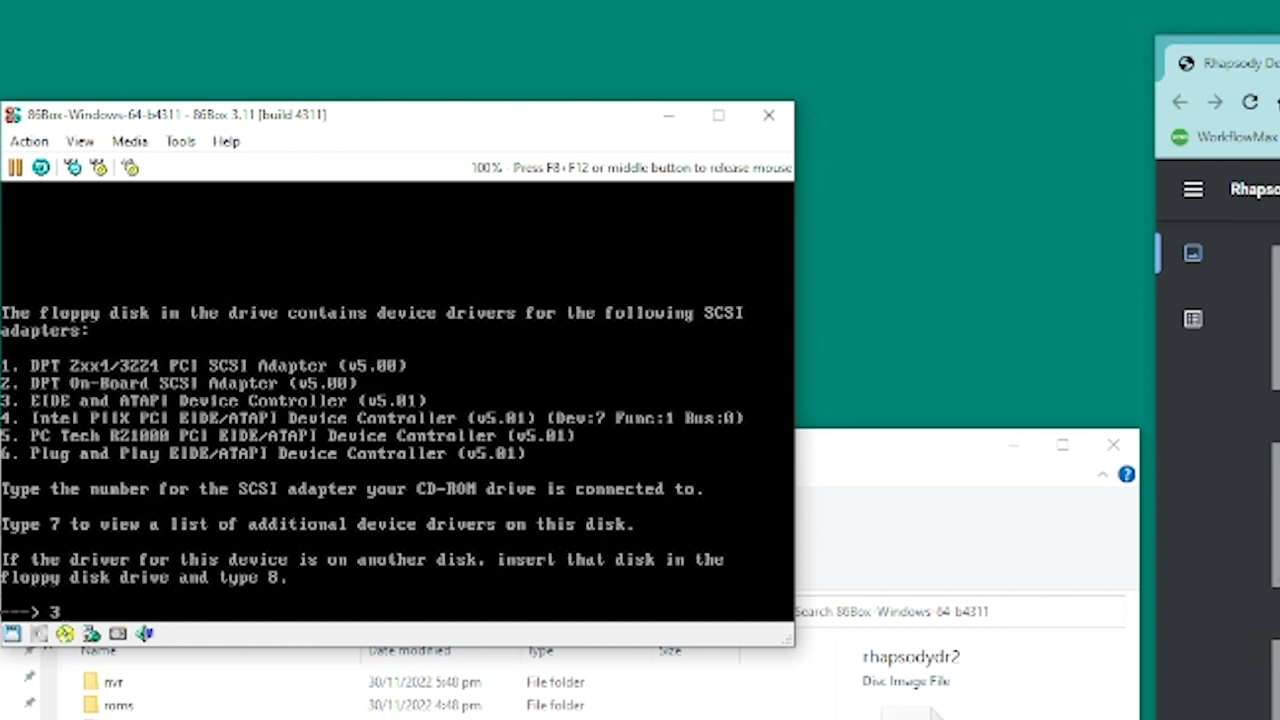 Rhapsody De
86Box-Windows-64-b4311 - 86Box 3.11 [build 4311]
WorkflowMax
Action View Media Tools Help
100% - Press F8+F12 or middle button to release mouse
Rhapso
The floppy disk in the drive contains device drivers for the following SCSI
adapters:
1. DPT 2xx4/3224 PCI SCSI Adapter (v5.00)
2. DPT On-Board SCSI Adapter (v5.00)
3. EIDE and ATAPI Device Controller (v5.01)
4. Intel PIIX PCI EIDE/ATAPI Device Controller (v5.01) (Dev:7 Func:1 Bus:0)
5. PC Tech RZ1000 PCI EIDE/ATAPI Device Controller (v5.01)
6. Plug and Play EIDE/ATAPI Device Controller (v5.01)
Type the number for the SCSI adapter your CD-ROM drive is connected to.
Type 7 to view a list of additional device drivers on this disk.
If the driver for this device is on another disk, insert that disk in the
floppy disk drive and type 8.
---> 3
Search 86Box-Windows-64-b4311
Name Date modified Type Size
rhapsodydr2
Disc Image File
nvr 30/11/2022 5:48 pm File folder
roms 30/11/2022 4:48 pm File folder